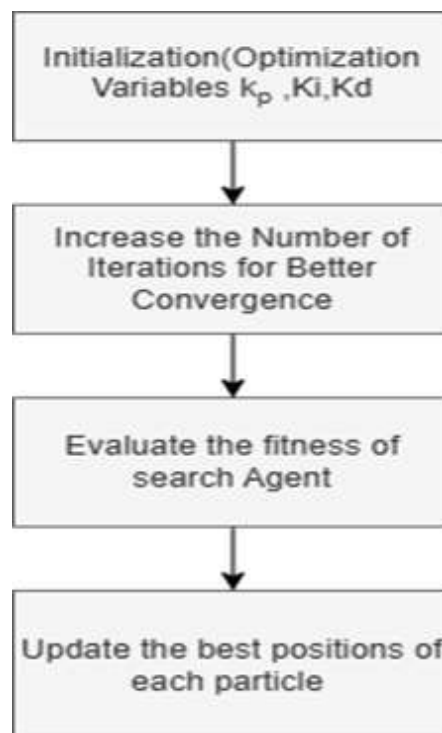 Initialization(Optimization
Variables kp ,Ki,Kd
Increase the Number of
Iterations for Better
Convergence
Evaluate the fitness of
search Agent
Update the best positions of
each particle